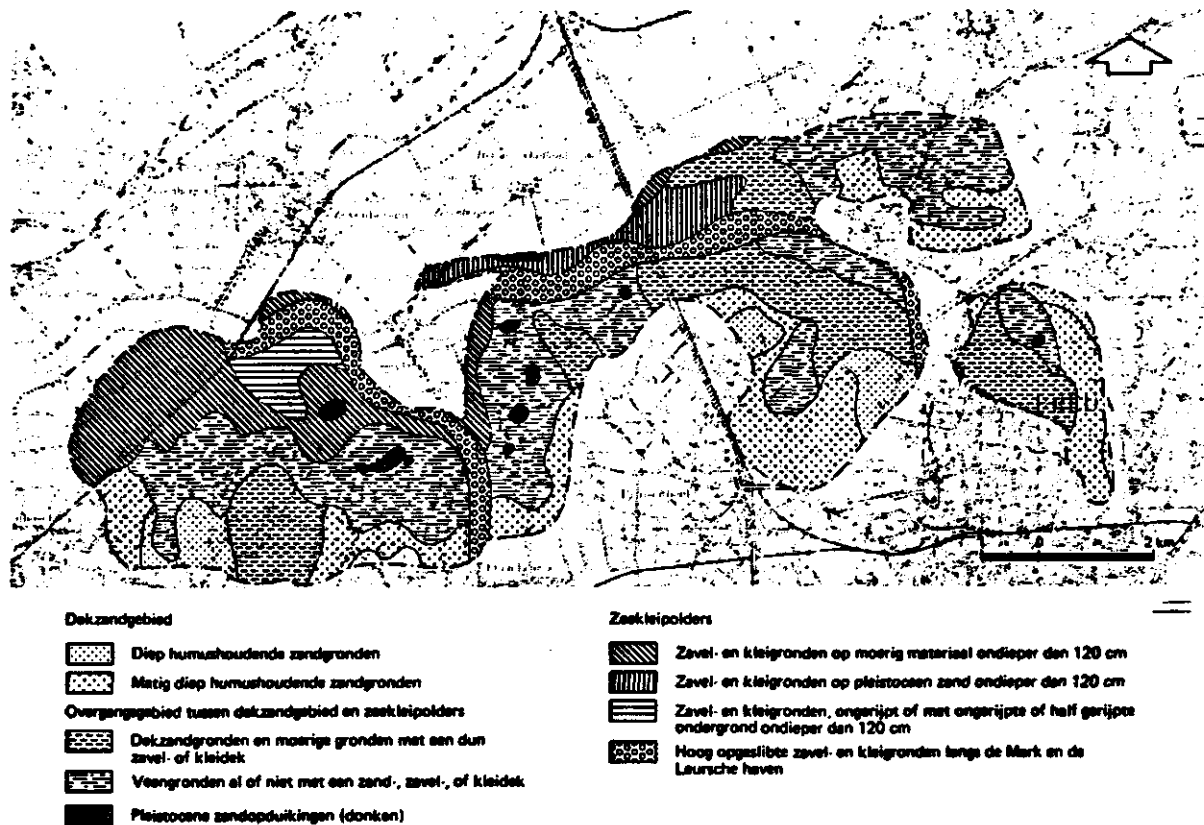 0 2 km
Dekzandgebied
Diep humushoudende zandgronden
Matig diep humushoudende zandgronden
Overgangsgebied tussen dekzandgebied en zeekleipolders
Dekzandgronden en moerige gronden met een dun
zavel- of kleidek
Veengronden al of niet met een zand-, zavel-, of kleidek
Pleistocene zandopduikingen (donken)
Zeekleipolders
Zavel- en kleigronden op moerig materiaal ondieper dan 120 cm
Zavel- en kleigronden op pleistoceen zand ondieper dan 120 cm
Zavel- en kleigronden, ongerijpt of met ongerijpte of half gerijpte
ondergrond ondieper dan 120 cm
Hoog opgeslibte zavel- en kleigronden langs de Mark en de
Leursche haven